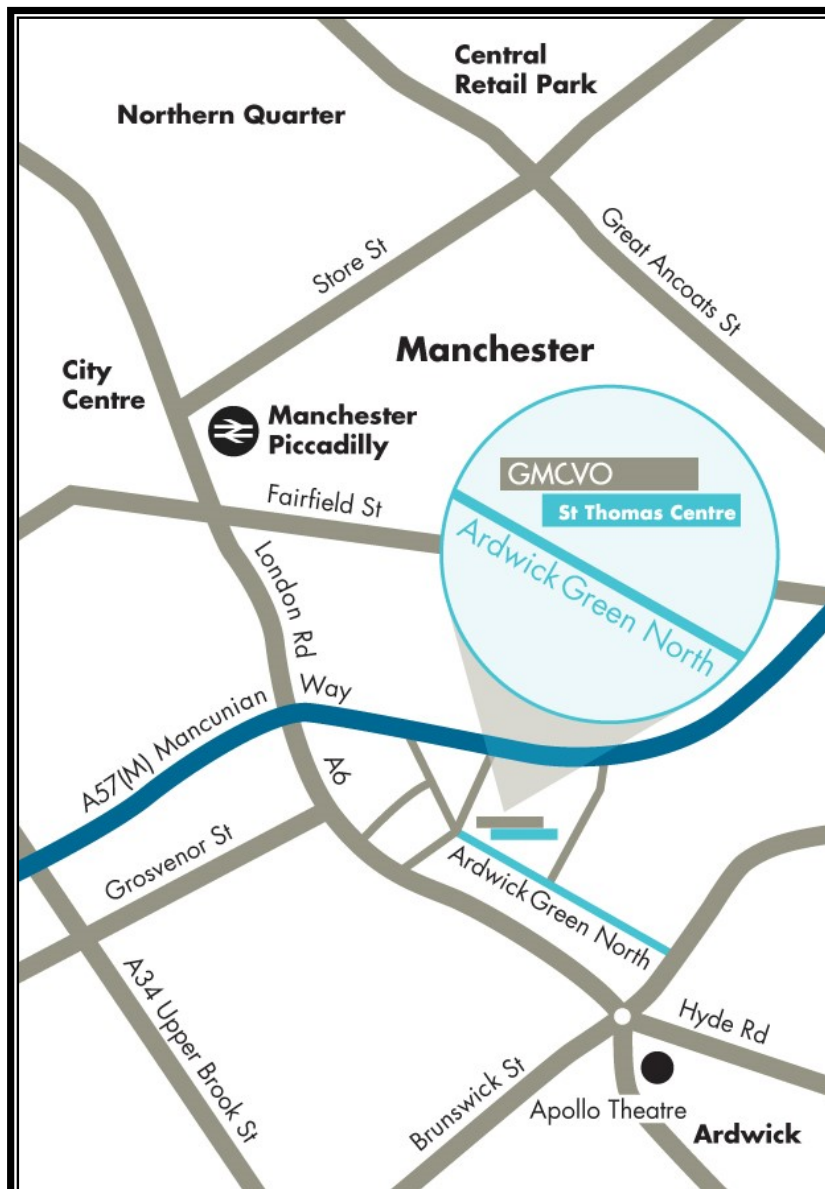 Central
Retail Park
Northern Quarter
Great Ancoats St
Store St
Manchester
City
Centre
Manchester
Piccadilly
GMCVO
St Thomas Centre
Fairfield St
Ardwick Green North
London Rd
A57(M) Mancunian Way
A6
Grosvenor St
Ardwick Green North
A34 Upper Brook St
Hyde Rd
Brunswick St
Apollo Theatre
Ardwick